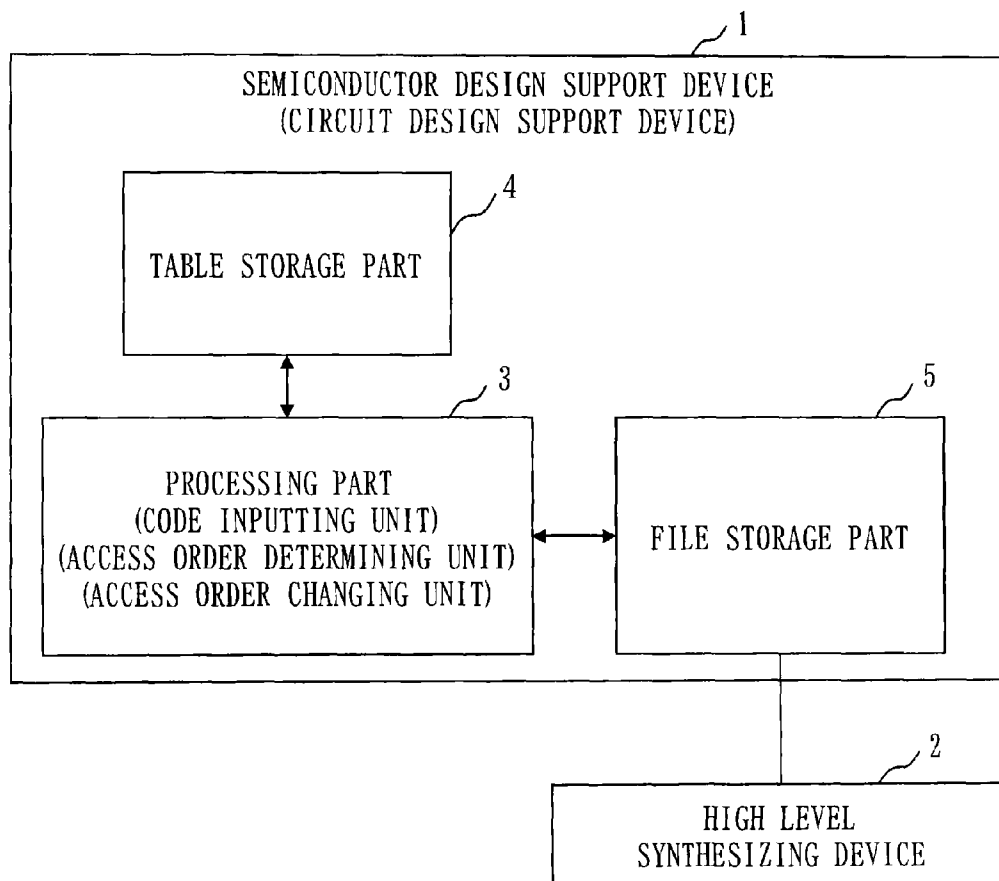 1
SEMICONDUCTOR DESIGN SUPPORT DEVICE
(CIRCUIT DESIGN SUPPORT DEVICE)
4
TABLE STORAGE PART
3
PROCESSING PART
(CODE INPUTTING UNIT)
(ACCESS ORDER DETERMINING UNIT)
(ACCESS ORDER CHANGING UNIT)
5
FILE STORAGE PART
2
HIGH LEVEL
SYNTHESIZING DEVICE